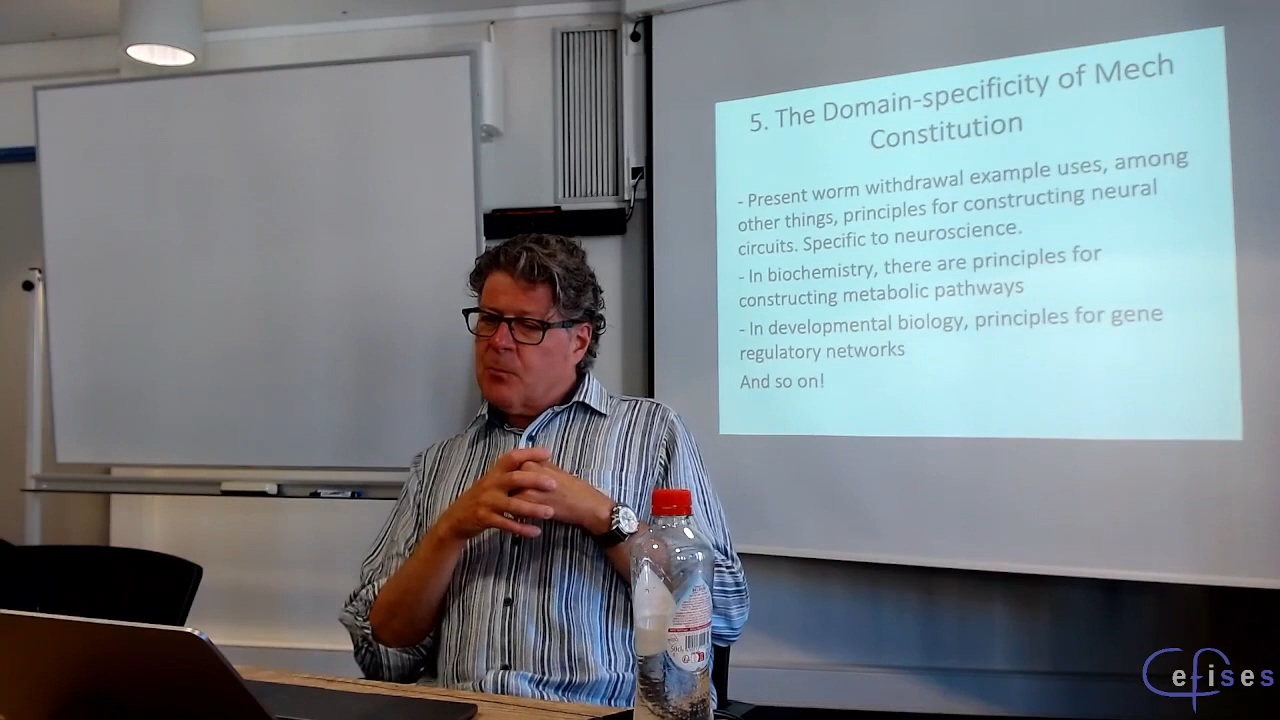 5. The Domain-specificity of Mech
Constitution
- Present worm withdrawal example uses, among
other things, principles for constructing neural
circuits. Specific to neuroscience.
- In biochemistry, there are principles for
constructing metabolic pathways
- In developmental biology, principles for gene
regulatory networks
And so on!
Cefises